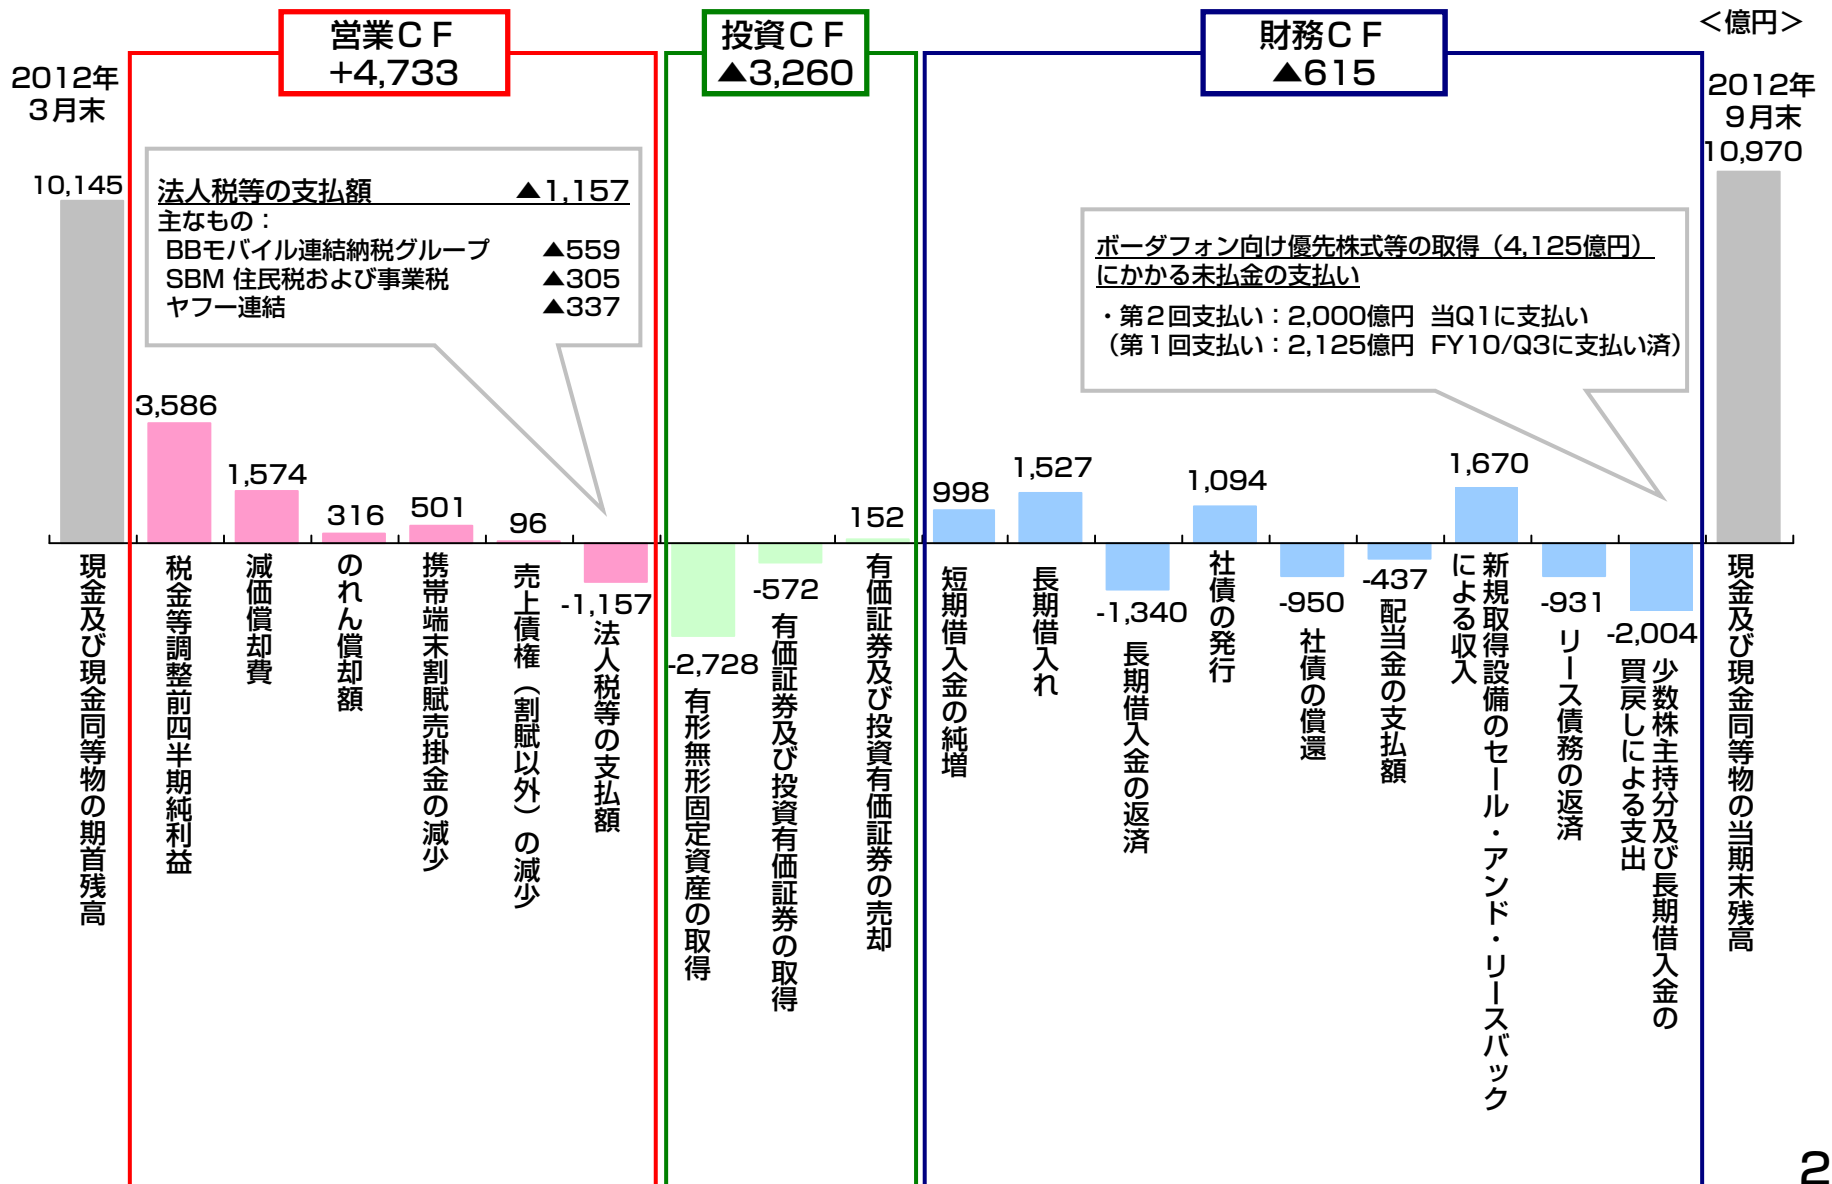 ＜億円＞
営業ＣＦ
+4,733
投資ＣＦ
▲3,260
財務ＣＦ
▲615
2012年
３月末
10,145
2012年
９月末
10,970
法人税等の支払額 ▲1,157
主なもの：
BBモバイル連結納税グループ ▲559
SBM 住民税および事業税 ▲305
ヤフー連結 ▲337
ボーダフォン向け優先株式等の取得（4,125億円）
にかかる未払金の支払い
・第２回支払い：2,000億円 当Q1に支払い
（第１回支払い：2,125億円 FY10/Q3に支払い済）
3,586
1,574
316
501
96
-1,157
-2,728
-572
152
998
1,527
-1,340
1,094
-950
-437
1,670
-931
-2,004
現金及び現金同等物の期首残高
税金等調整前四半期純利益
減価償却費
のれん償却額
携帯端末割賦売掛金の減少
売上債権（割賦以外）の減少
法人税等の支払額
有形無形固定資産の取得
有価証券及び投資有価証券の取得
有価証券及び投資有価証券の売却
短期借入金の純増
長期借入れ
長期借入金の返済
社債の発行
社債の償還
配当金の支払額
新規取得設備のセール・アンド・リースバック
による収入
リース債務の返済
少数株主持分及び長期借入金の
買戻しによる支出
現金及び現金同等物の当期末残高
2